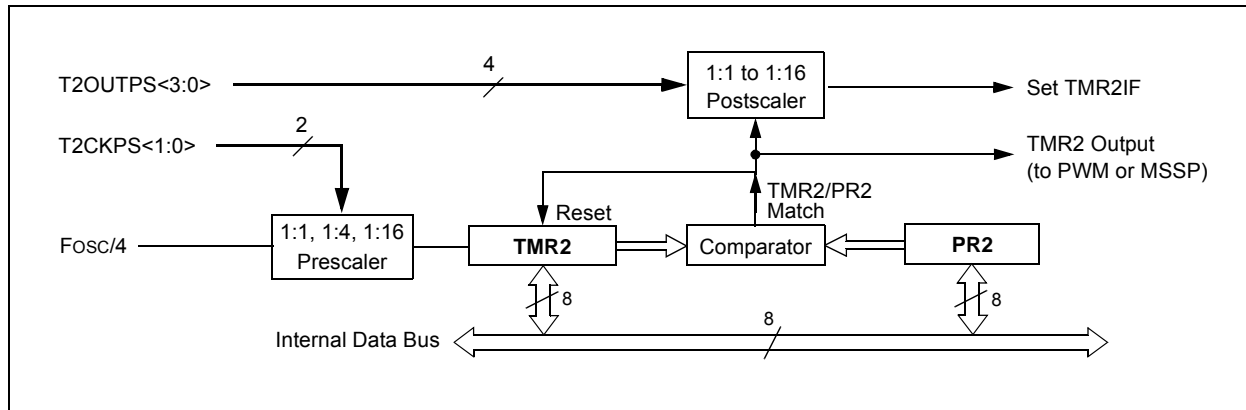 T2OUTPS<3:0>
4
1:1 to 1:16
Postscaler
Set TMR2IF
T2CKPS<1:0>
2
TMR2 Output
(to PWM or MSSP)
TMR2/PR2
Match
Reset
FOSC/4
1:1, 1:4, 1:16
Prescaler
TMR2
Comparator
PR2
8
8
Internal Data Bus
8